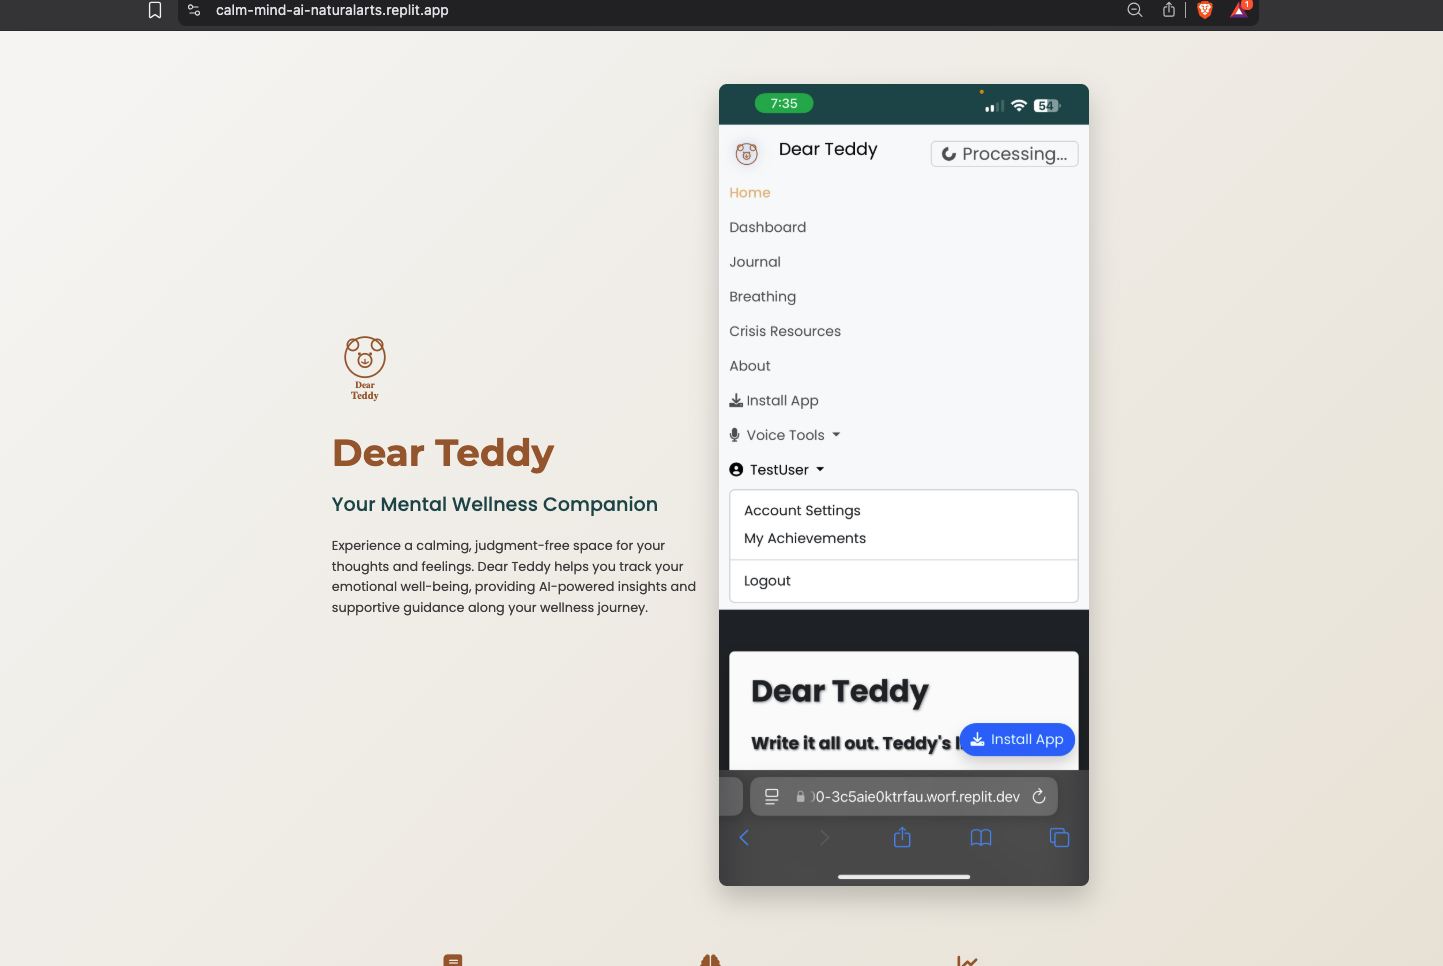 calm-mind-ai-naturalarts.replit.app
1
Dear
Teddy
Dear Teddy
Your Mental Wellness Companion
Experience a calming, judgment-free space for your
thoughts and feelings. Dear Teddy helps you track your
emotional well-being, providing AI-powered insights and
supportive guidance along your wellness journey.
7:35
54
Dear Teddy
Processing...
Home
Dashboard
Journal
Breathing
Crisis Resources
About
Install App
Voice Tools
TestUser
Account Settings
My Achievements
Logout
Dear Teddy
Write it all out. Teddy's
Install App
0-3c5aie0ktrfau.worf.replit.dev